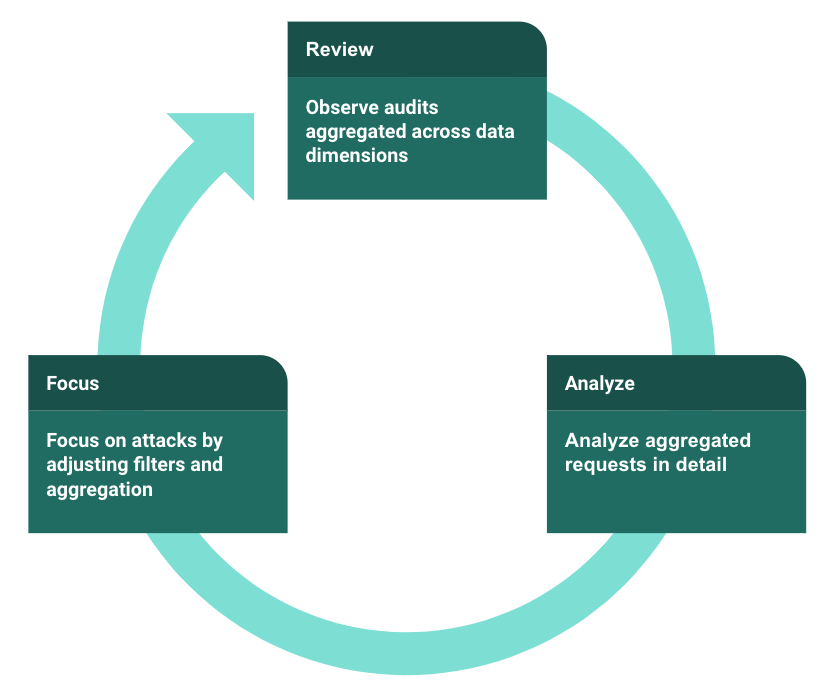 Review
Observe audits
aggregated across data
dimensions
Focus
Focus on attacks by
adjusting filters and
aggregation
Analyze
Analyze aggregated
requests in detail